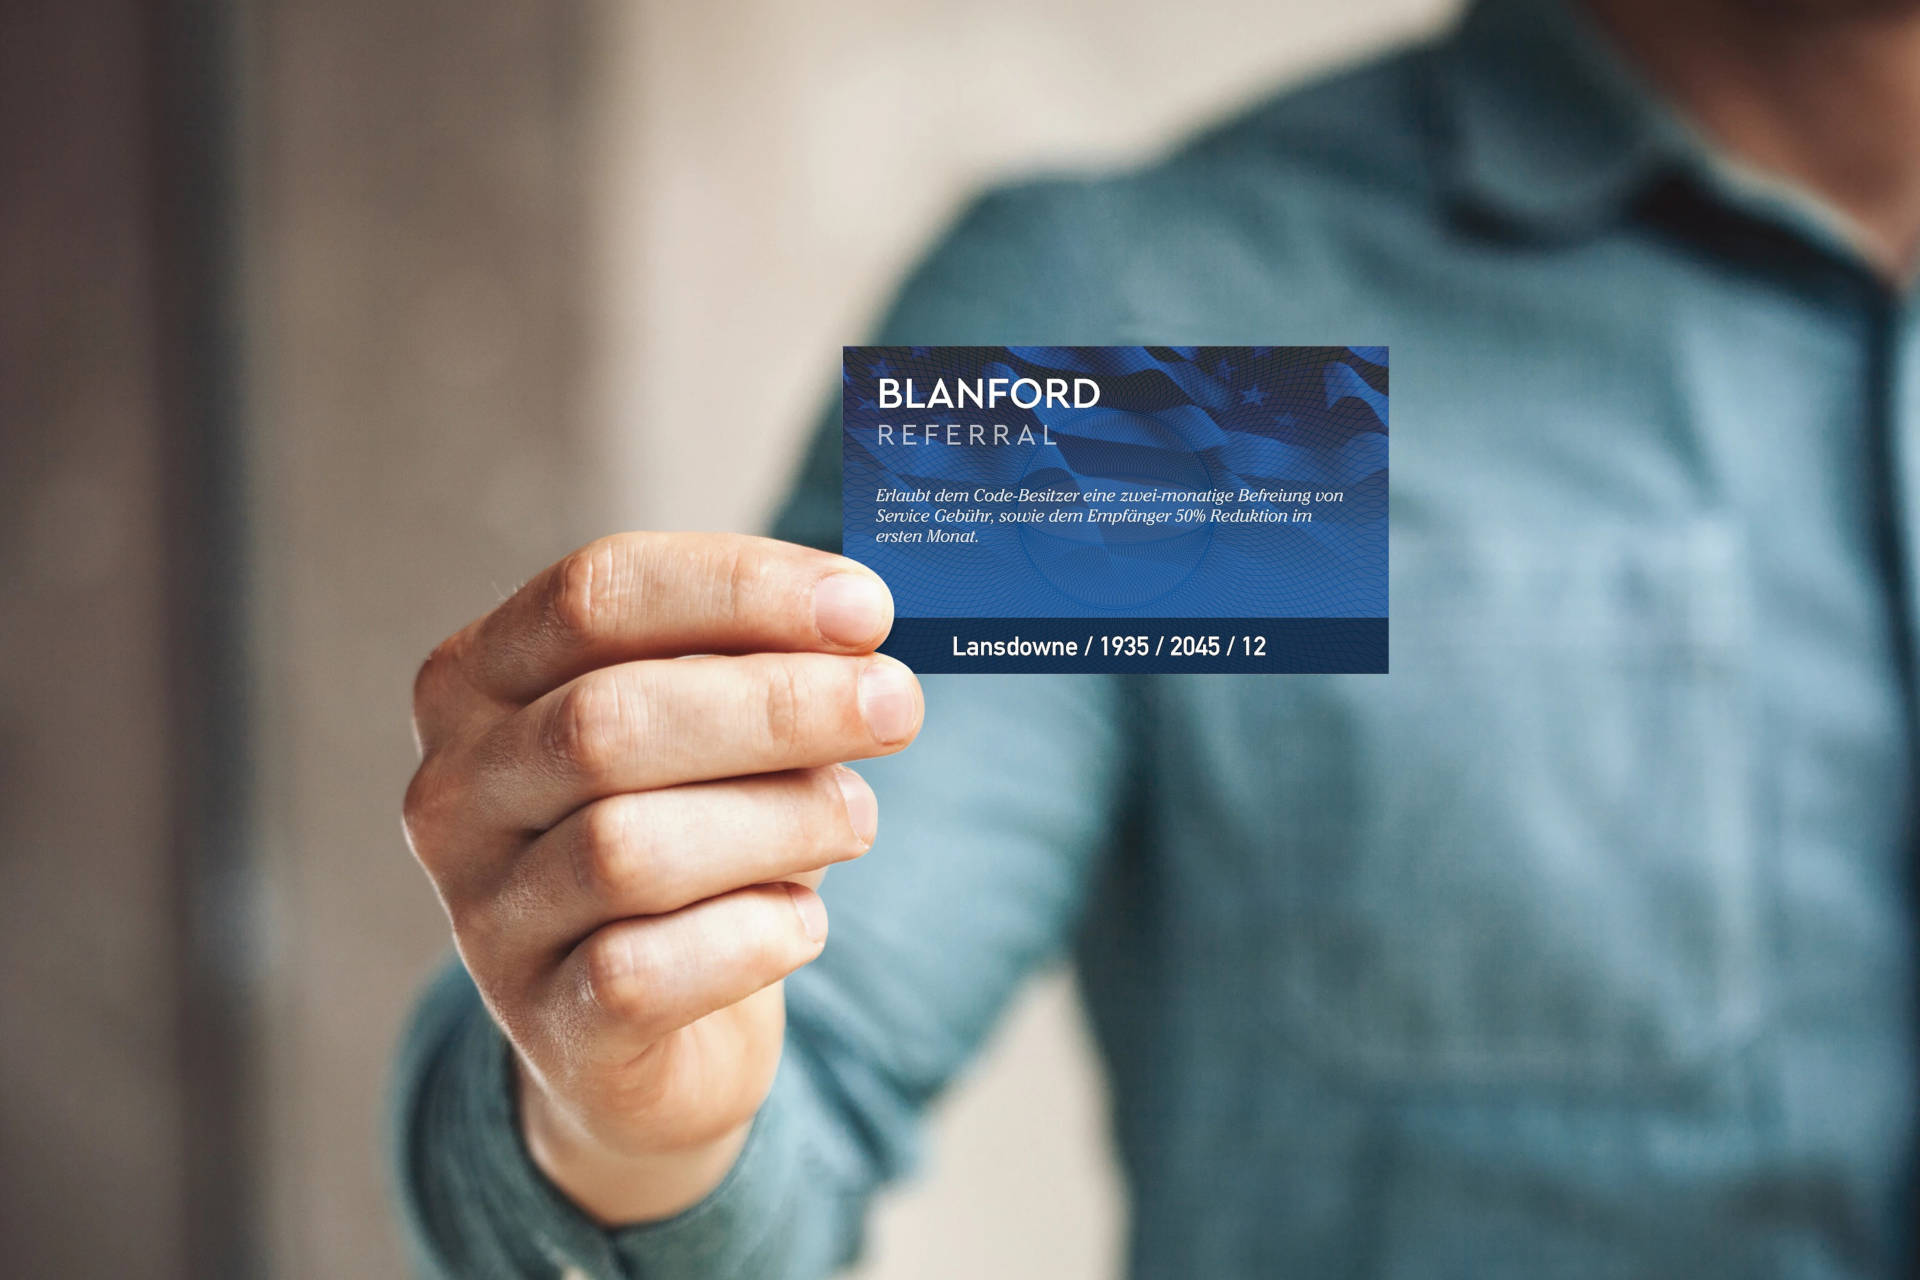 BLANFORD
REFERRAL
Erlaubt dem Code-Besitzer eine zwei-monatige Befreiung von
Service Gebühr, sowie dem Empfänger 50% Reduktion im
ersten Monat.
Lansdowne / 1935 / 2045 / 12